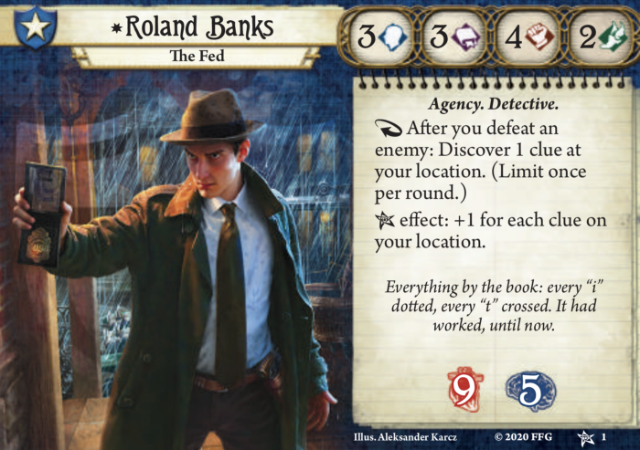 Roland Banks
The Fed
3 3 4 2
Agency. Detective.
After you defeat an
enemy: Discover 1 clue at
your location. (Limit once
per round.)
effect: +1 for each clue on
your location.
Everything by the book: every “i”
dotted, every “t” crossed. It had
worked, until now.
9 5
Illus. Aleksander Karcz © 2020 FFG 1